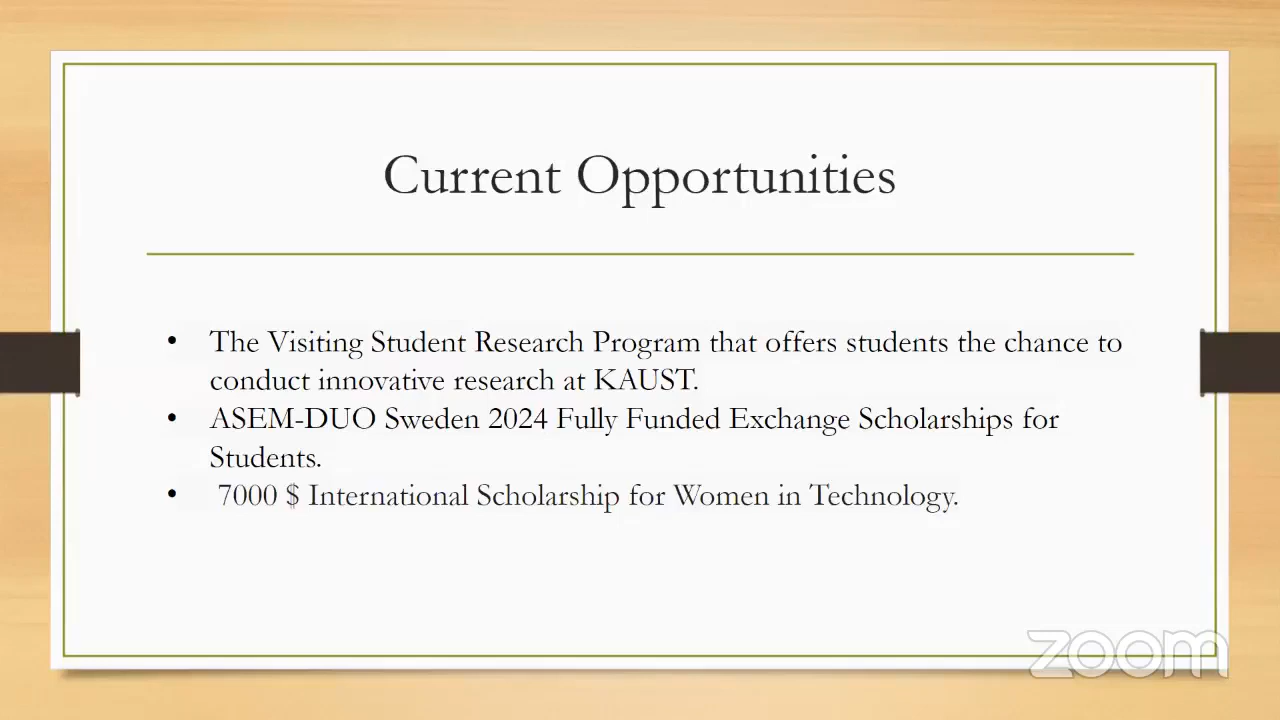 Current Opportunities
• The Visiting Student Research Program that offers students the chance to
conduct innovative research at KAUST.
• ASEM-DUO Sweden 2024 Fully Funded Exchange Scholarships for
Students.
• 7000 $ International Scholarship for Women in Technology.
zoom